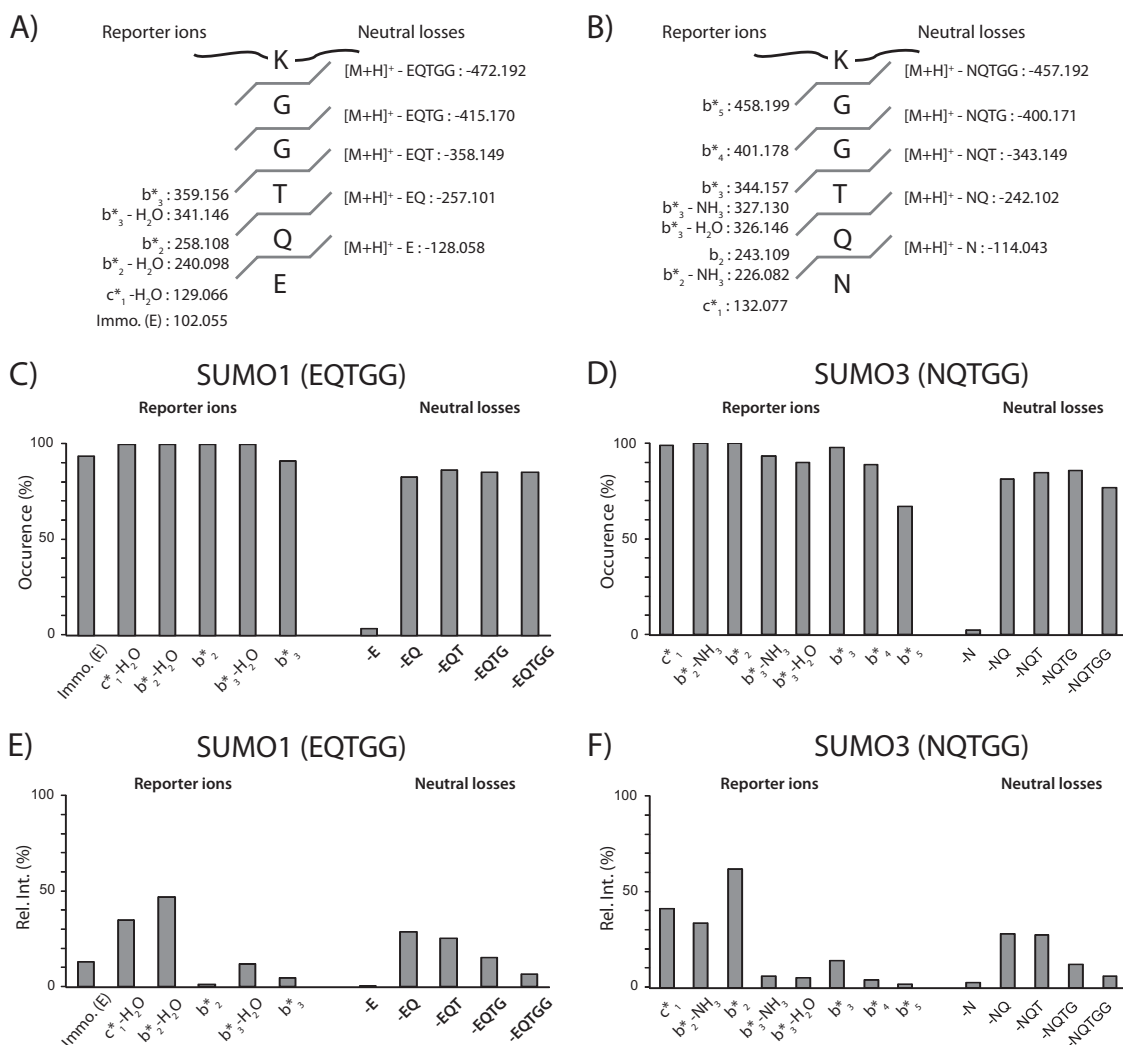 A)
Reporter ions
Neutral losses
K
G
G
T
Q
E
[M+H]+ - EQTGG : -472.192
[M+H]+ - EQTG : -415.170
[M+H]+ - EQT : -358.149
[M+H]+ - EQ : -257.101
[M+H]+ - E : -128.058
b*3 : 359.156
b*3 - H2O : 341.146
b*2 : 258.108
b*2 - H2O : 240.098
c*1 -H2O : 129.066
Immo. (E) : 102.055
B)
Reporter ions
Neutral losses
K
G
G
T
Q
N
[M+H]+ - NQTGG : -457.192
[M+H]+ - NQTG : -400.171
[M+H]+ - NQT : -343.149
[M+H]+ - NQ : -242.102
[M+H]+ - N : -114.043
b*5 : 458.199
b*4 : 401.178
b*3 : 344.157
b*3 - NH3 : 327.130
b*3 - H2O : 326.146
b2 : 243.109
b*2 - NH3 : 226.082
c*1 : 132.077
C)
SUMO1 (EQTGG)
Reporter ions
Neutral losses
Occurence (%)
100
50
0
Immo. (E)
c*1-H2O
b*2-H2O
b*2
b*3-H2O
b*3
-E
-EQ
-EQT
-EQTG
-EQTGG
D)
SUMO3 (NQTGG)
Reporter ions
Neutral losses
Occurence (%)
100
50
0
c*1
b*2-NH3
b*2
b*3-NH3
b*3-H2O
b*3
b*4
b*5
-N
-NQ
-NQT
-NQTG
-NQTGG
E)
SUMO1 (EQTGG)
Reporter ions
Neutral losses
Rel. Int. (%)
100
50
0
Immo. (E)
c*1-H2O
b*2-H2O
b*2
b*3-H2O
b*3
-E
-EQ
-EQT
-EQTG
-EQTGG
F)
SUMO3 (NQTGG)
Reporter ions
Neutral losses
Rel. Int. (%)
100
50
0
c*1
b*2-NH3
b*2
b*3-NH3
b*3-H2O
b*3
b*4
b*5
-N
-NQ
-NQT
-NQTG
-NQTGG